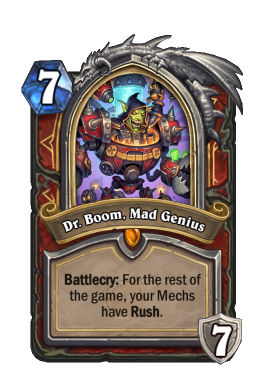 7
Dr. Boom, Mad Genius
Battlecry: For the rest of
the game, your Mechs
have Rush.
7